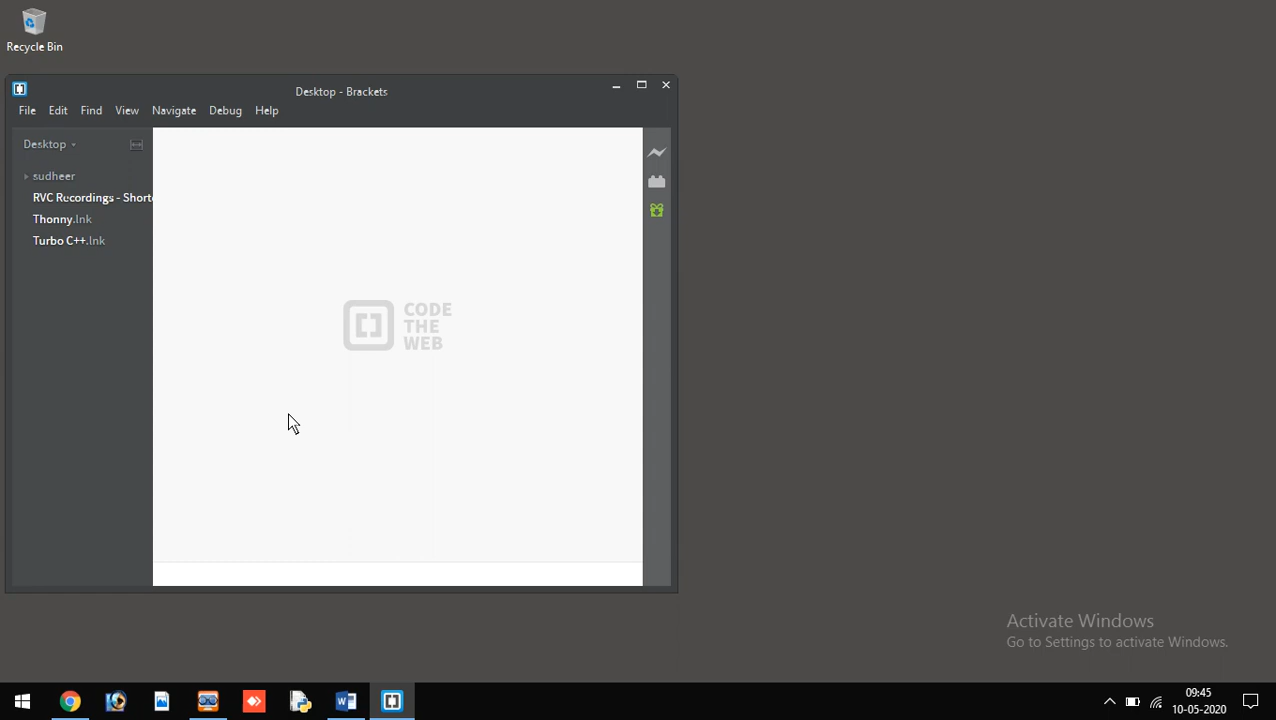 Recycle Bin
Desktop - Brackets
File Edit Find View Navigate Debug Help
Desktop
sudheer
RVC Recordings - Short
Thonny.lnk
Turbo C++.lnk
CODE
THE
WEB
Activate Windows
Go to Settings to activate Windows.
09:45
10-05-2020